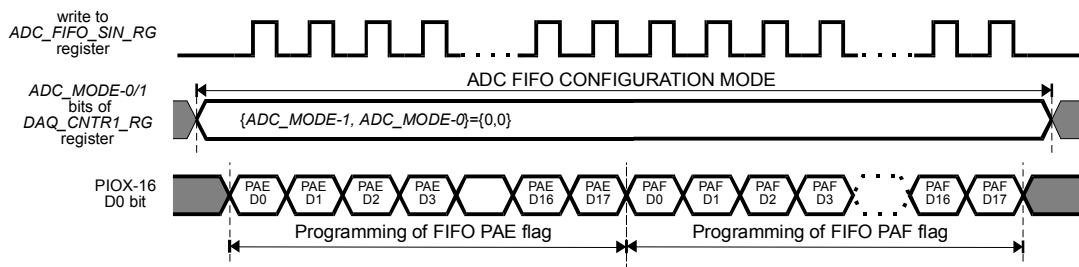 write to
ADC_FIFO_SIN_RG
register
ADC FIFO CONFIGURATION MODE
ADC_MODE-0/1
bits of
DAQ_CNTR1_RG
register
{ADC_MODE-1, ADC_MODE-0}={0,0}
PIOX-16
D0 bit
PAE PAE PAE PAE PAE PAE PAF PAF PAF PAF PAF PAF
D0 D1 D2 D3 D16 D17 D0 D1 D2 D3 D16 D17
Programming of FIFO PAE flag Programming of FIFO PAF flag